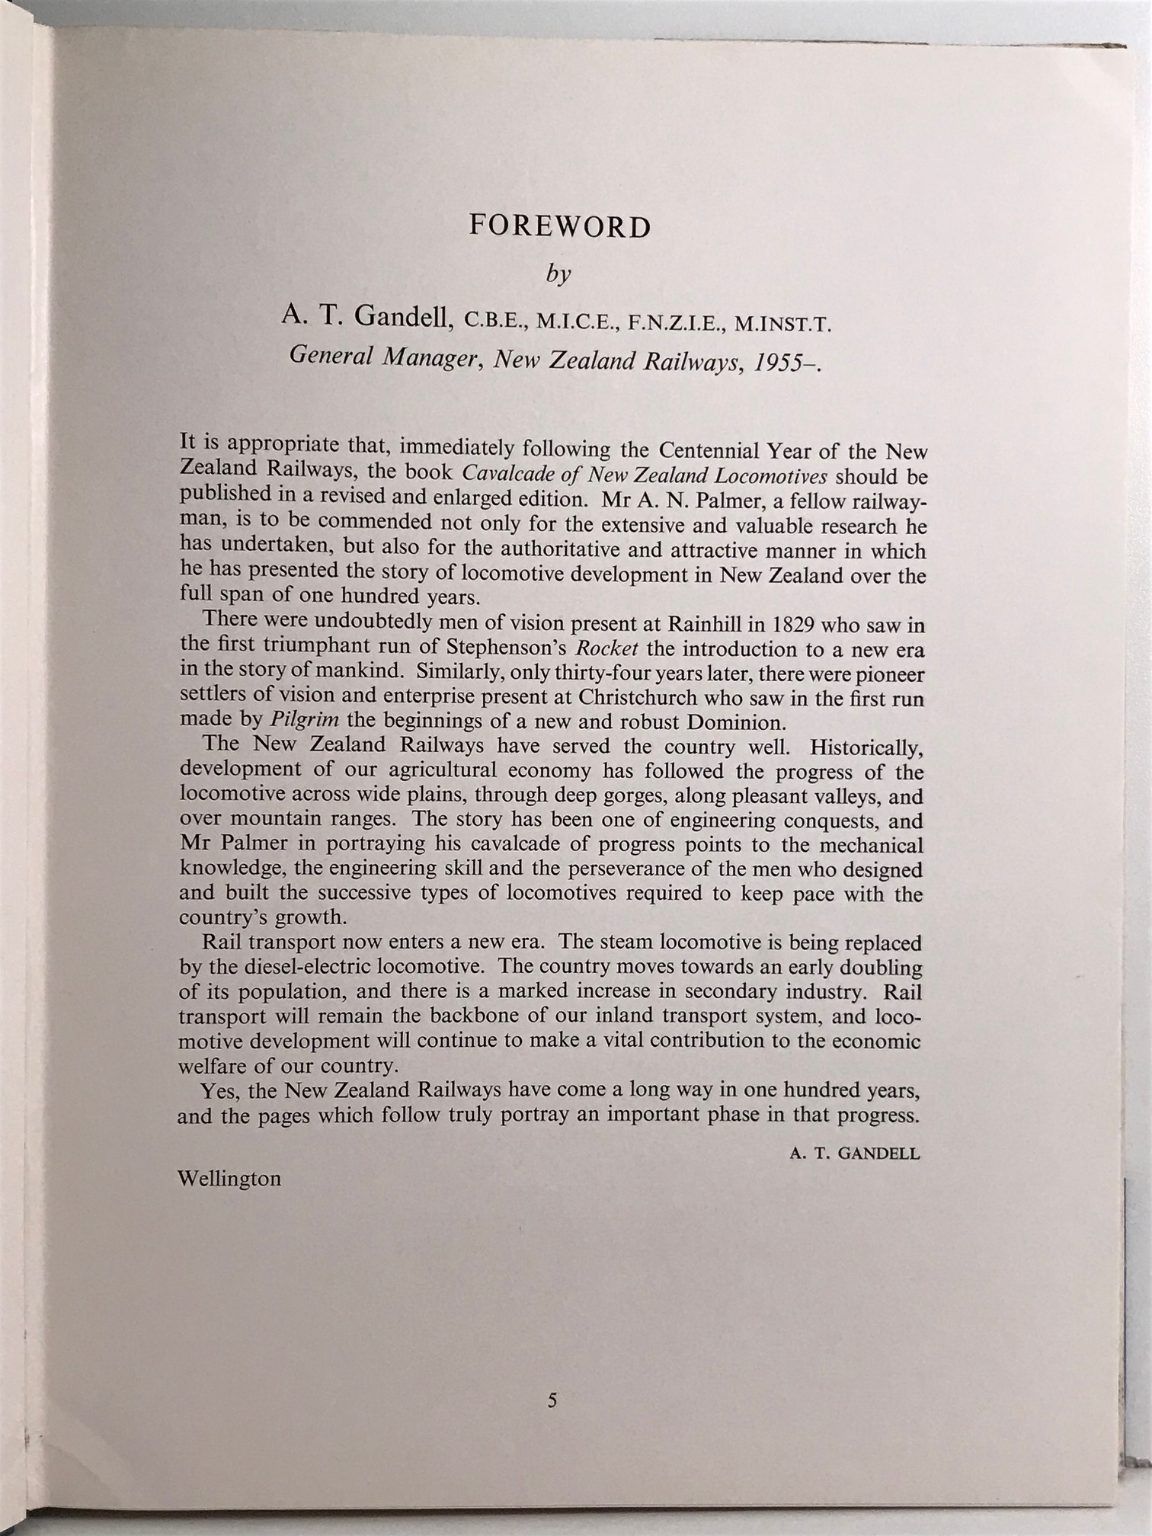 FOREWORD
by
A. T. Gandell, C.B.E., M.I.C.E., F.N.Z.I.E., M.INST.T.
General Manager, New Zealand Railways, 1955–.
It is appropriate that, immediately following the Centennial Year of the New
Zealand Railways, the book Cavalcade of New Zealand Locomotives should be
published in a revised and enlarged edition. Mr A. N. Palmer, a fellow railway-
man, is to be commended not only for the extensive and valuable research he
has undertaken, but also for the authoritative and attractive manner in which
he has presented the story of locomotive development in New Zealand over the
full span of one hundred years.
There were undoubtedly men of vision present at Rainhill in 1829 who saw in
the first triumphant run of Stephenson's Rocket the introduction to a new era
in the story of mankind. Similarly, only thirty-four years later, there were pioneer
settlers of vision and enterprise present at Christchurch who saw in the first run
made by Pilgrim the beginnings of a new and robust Dominion.
The New Zealand Railways have served the country well. Historically,
development of our agricultural economy has followed the progress of the
locomotive across wide plains, through deep gorges, along pleasant valleys, and
over mountain ranges. The story has been one of engineering conquests, and
Mr Palmer in portraying his cavalcade of progress points to the mechanical
knowledge, the engineering skill and the perseverance of the men who designed
and built the successive types of locomotives required to keep pace with the
country's growth.
Rail transport now enters a new era. The steam locomotive is being replaced
by the diesel-electric locomotive. The country moves towards an early doubling
of its population, and there is a marked increase in secondary industry. Rail
transport will remain the backbone of our inland transport system, and loco-
motive development will continue to make a vital contribution to the economic
welfare of our country.
Yes, the New Zealand Railways have come a long way in one hundred years,
and the pages which follow truly portray an important phase in that progress.
A. T. GANDELL
Wellington
5